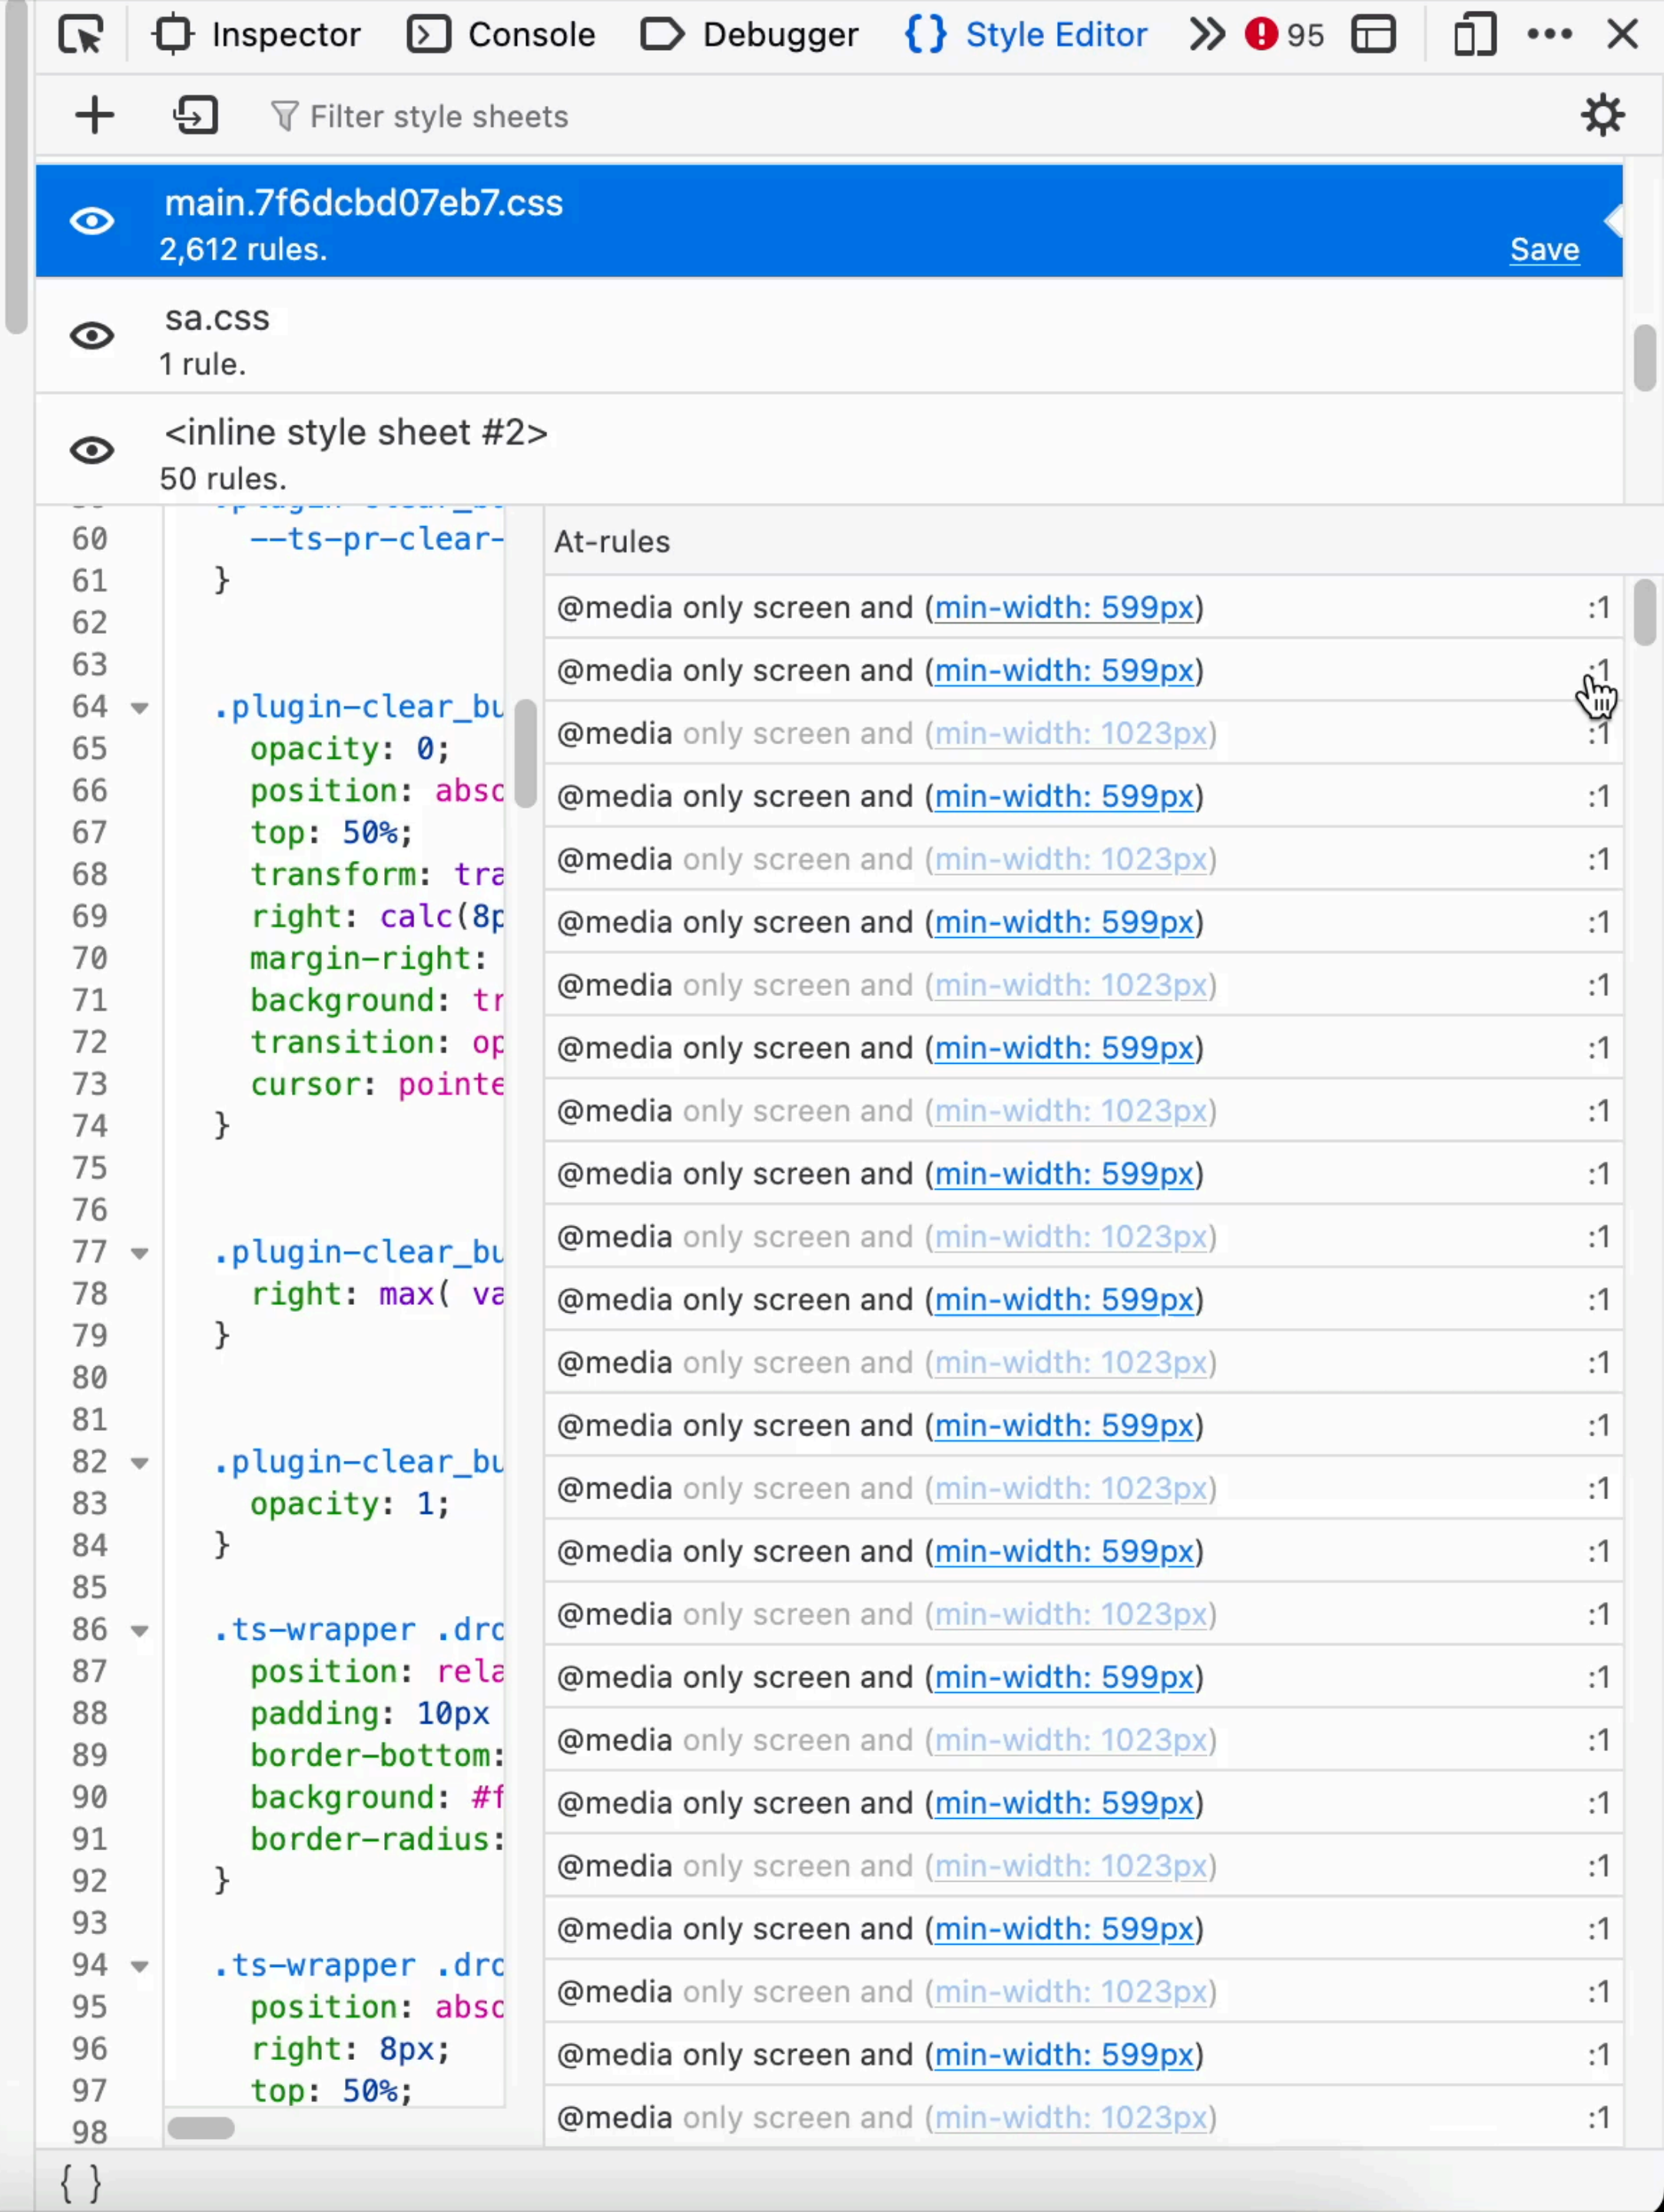 Inspector Console Debugger {} Style Editor 95
Filter style sheets
main.7f6dcbd07eb7.css
2,612 rules.
Save
sa.css
1 rule.
<inline style sheet #2>
50 rules.
60 --ts-pr-clear-
61 }
62
63
64 .plugin-clear_bu
65 opacity: 0;
66 position: abso
67 top: 50%;
68 transform: tra
69 right: calc(8p
70 margin-right:
71 background: tr
72 transition: op
73 cursor: pointe
74 }
75
76
77 .plugin-clear_bu
78 right: max( va
79 }
80
81
82 .plugin-clear_bu
83 opacity: 1;
84 }
85
86 .ts-wrapper .dro
87 position: rela
88 padding: 10px
89 border-bottom:
90 background: #f
91 border-radius:
92 }
93
94 .ts-wrapper .dro
95 position: abso
96 right: 8px;
97 top: 50%;
98
At-rules
@media only screen and (min-width: 599px) :1
@media only screen and (min-width: 599px) :1
@media only screen and (min-width: 1023px) :1
@media only screen and (min-width: 599px) :1
@media only screen and (min-width: 1023px) :1
@media only screen and (min-width: 599px) :1
@media only screen and (min-width: 1023px) :1
@media only screen and (min-width: 599px) :1
@media only screen and (min-width: 1023px) :1
@media only screen and (min-width: 599px) :1
@media only screen and (min-width: 1023px) :1
@media only screen and (min-width: 599px) :1
@media only screen and (min-width: 1023px) :1
@media only screen and (min-width: 599px) :1
@media only screen and (min-width: 1023px) :1
@media only screen and (min-width: 599px) :1
@media only screen and (min-width: 1023px) :1
@media only screen and (min-width: 599px) :1
@media only screen and (min-width: 1023px) :1
@media only screen and (min-width: 599px) :1
@media only screen and (min-width: 1023px) :1
@media only screen and (min-width: 599px) :1
@media only screen and (min-width: 1023px) :1
@media only screen and (min-width: 599px) :1
@media only screen and (min-width: 1023px) :1
{ }